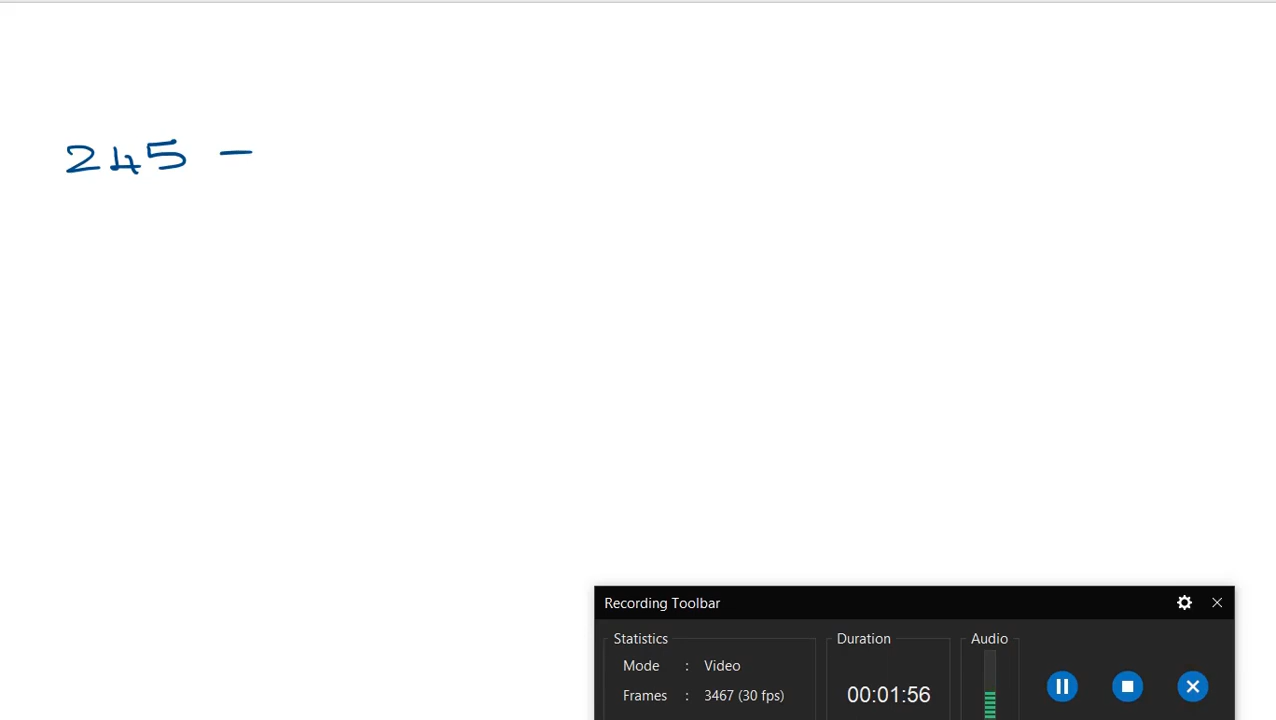 245 -
Recording Toolbar
Statistics
Duration
Audio
Mode : Video
Frames : 3467 (30 fps)
00:01:56